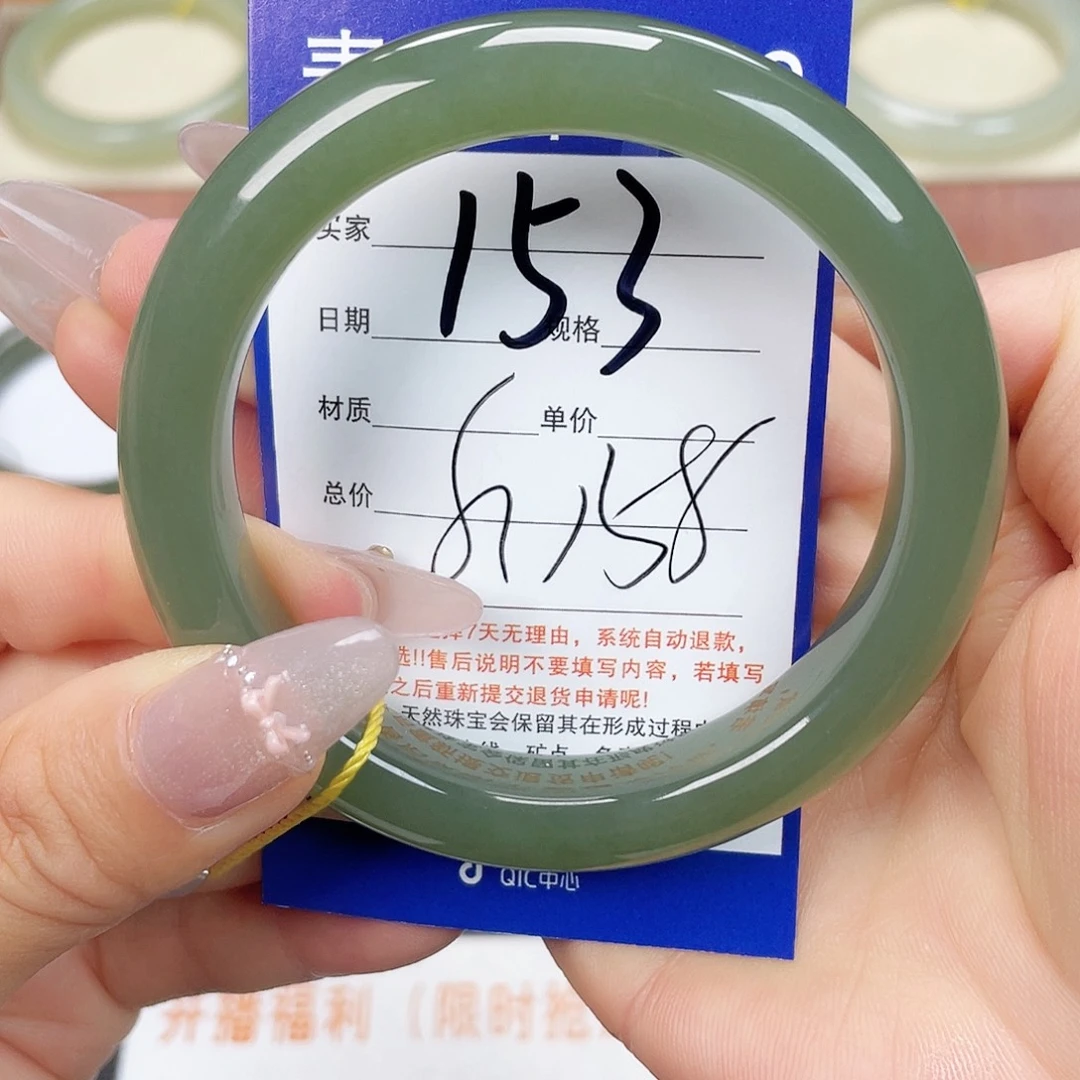 153
买家
日期 规格
材质 单价
总价
158
7天无理由，系统自动退款，
选!!售后说明不要填写内容，若填写
之后重新提交退货申请呢!
天然珠宝会保留其在形成过程
矿点
QIC中心
开播福利（限时抢